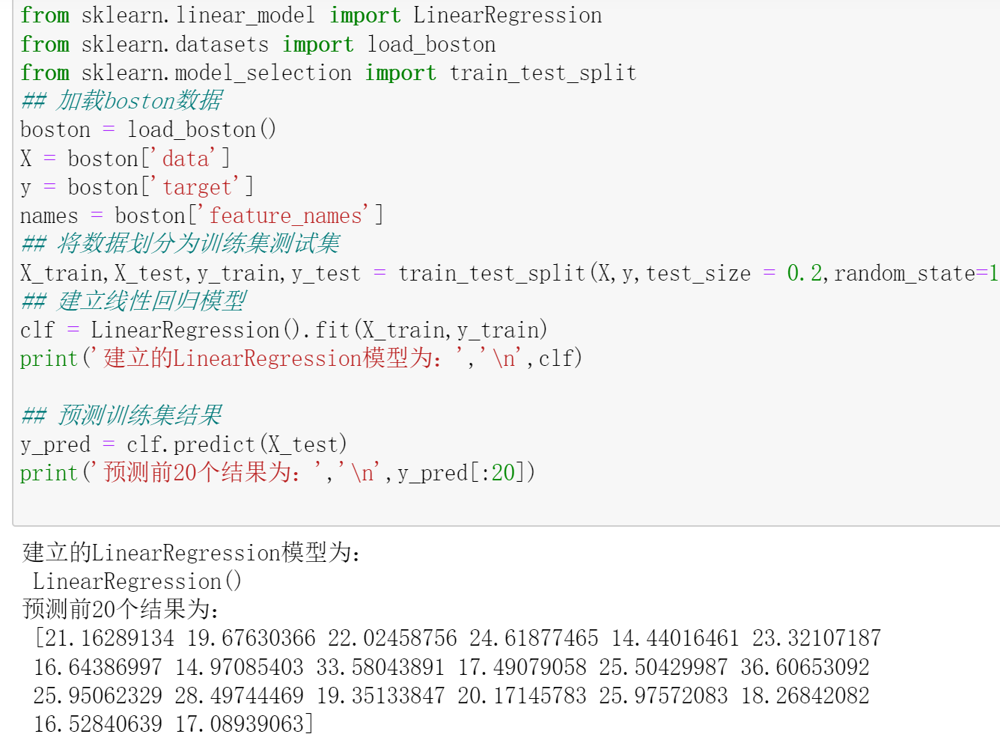 from sklearn.linear_model import LinearRegression
from sklearn.datasets import load_boston
from sklearn.model_selection import train_test_split
## 加载boston数据
boston = load_boston()
X = boston['data']
y = boston['target']
names = boston['feature_names']
## 将数据划分为训练集测试集
X_train,X_test,y_train,y_test = train_test_split(X,y,test_size = 0.2,random_state=1
## 建立线性回归模型
clf = LinearRegression().fit(X_train,y_train)
print('建立的LinearRegression模型为：','\n',clf)
## 预测训练集结果
y_pred = clf.predict(X_test)
print('预测前20个结果为：','\n',y_pred[:20])
建立的LinearRegression模型为：
LinearRegression()
预测前20个结果为：
[21.16289134 19.67630366 22.02458756 24.61877465 14.44016461 23.32107187
16.64386997 14.97085403 33.58043891 17.49079058 25.50429987 36.60653092
25.95062329 28.49744469 19.35133847 20.17145783 25.97572083 18.26842082
16.52840639 17.08939063]